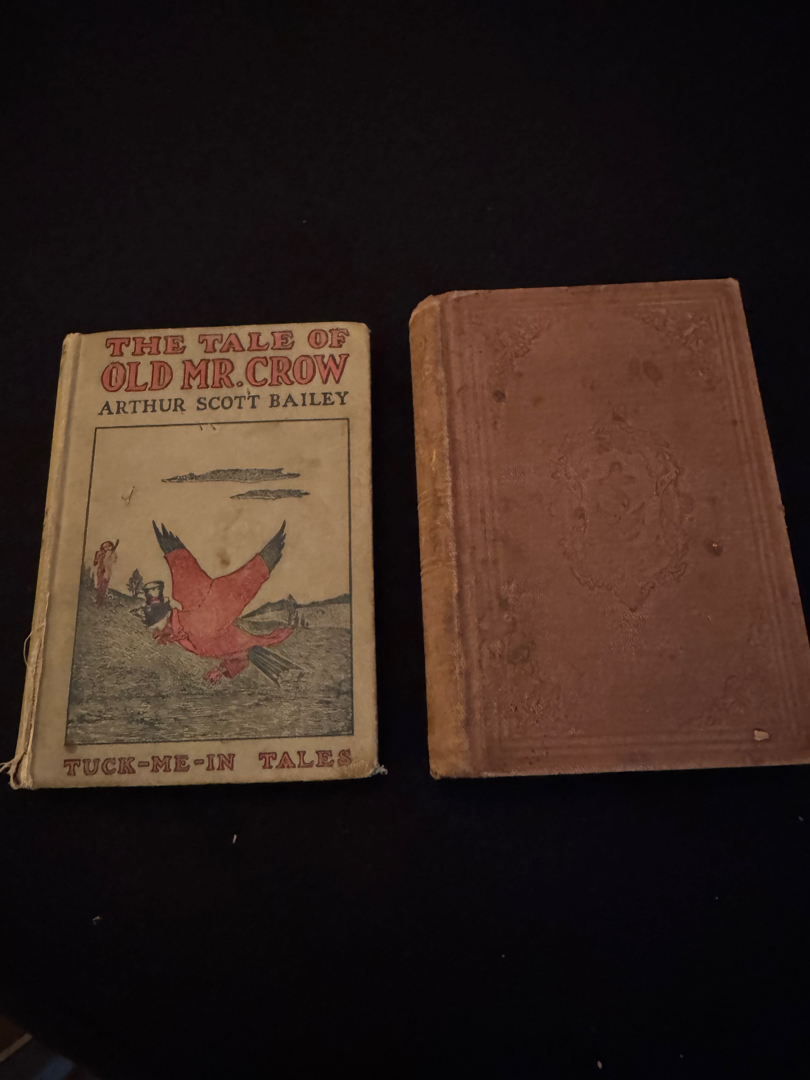 THE TALE OF
OLD MR. CROW
ARTHUR SCOTT BAILEY
TUCK-ME-IN TALES